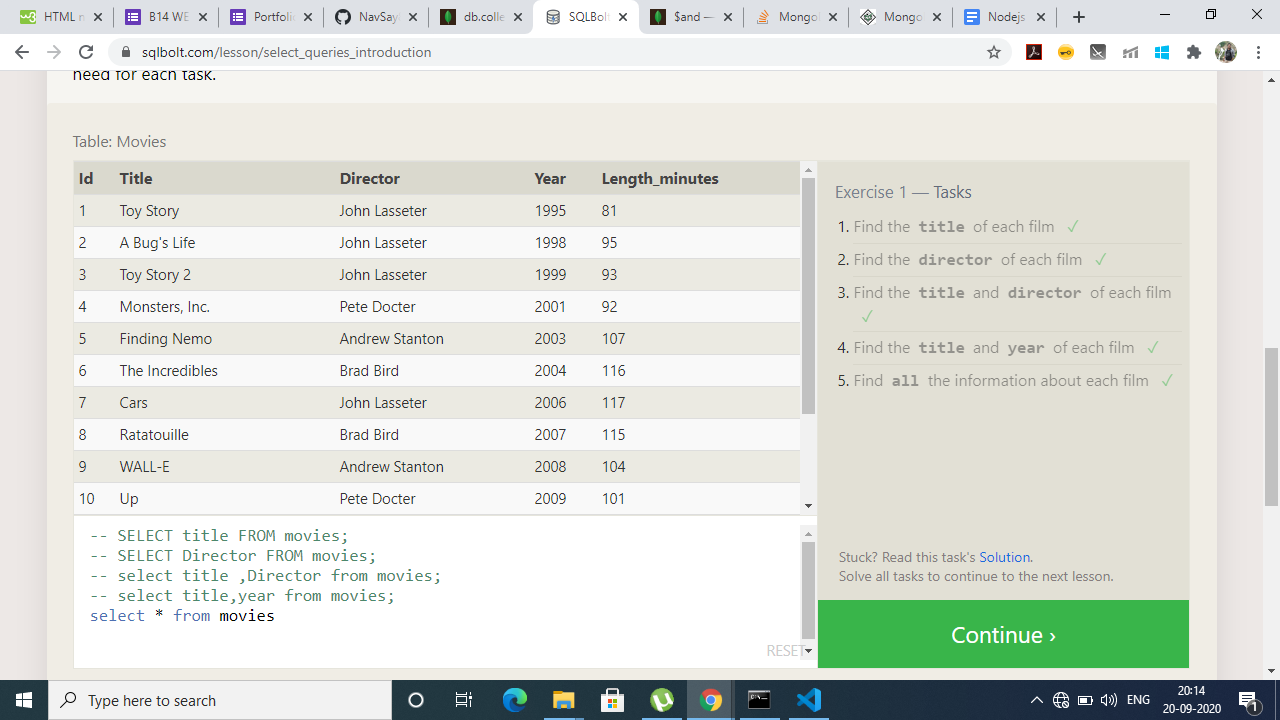 HTML n
B14 WE
Portfoli
NavSay
db.colle
SQLBolt
$and —
Mongo
Mongo
Nodejs
sqlbolt.com/lesson/select_queries_introduction
need for each task.
Table: Movies
Id Title Director Year Length_minutes
1 Toy Story John Lasseter 1995 81
2 A Bug's Life John Lasseter 1998 95
3 Toy Story 2 John Lasseter 1999 93
4 Monsters, Inc. Pete Docter 2001 92
5 Finding Nemo Andrew Stanton 2003 107
6 The Incredibles Brad Bird 2004 116
7 Cars John Lasseter 2006 117
8 Ratatouille Brad Bird 2007 115
9 WALL-E Andrew Stanton 2008 104
10 Up Pete Docter 2009 101
-- SELECT title FROM movies;
-- SELECT Director FROM movies;
-- select title ,Director from movies;
-- select title,year from movies;
select * from movies
RESET
Exercise 1 — Tasks
1. Find the title of each film ✓
2. Find the director of each film ✓
3. Find the title and director of each film
✓
4. Find the title and year of each film ✓
5. Find all the information about each film ✓
Stuck? Read this task's Solution.
Solve all tasks to continue to the next lesson.
Continue ›
Type here to search
ENG
20:14
20-09-2020
1